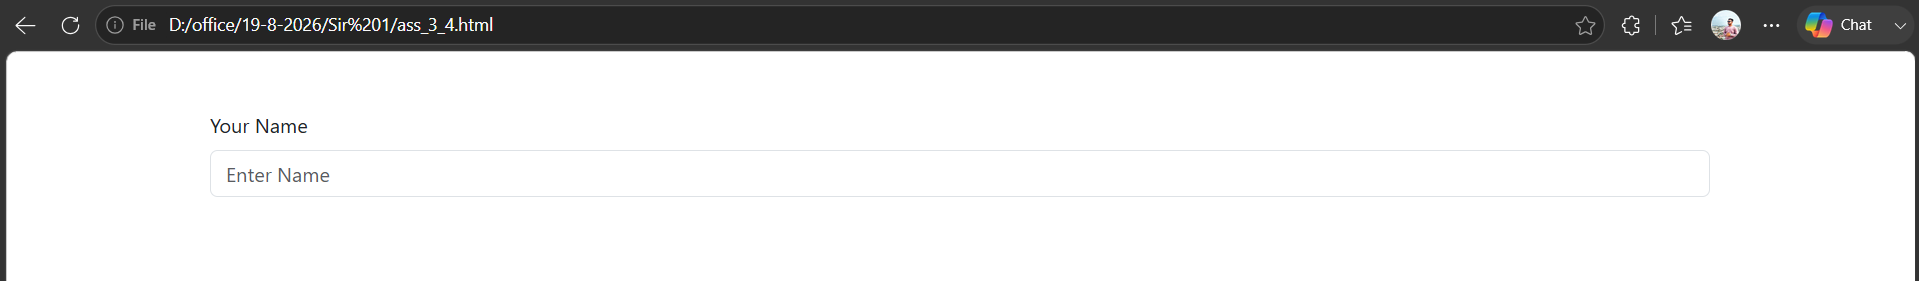 File D:/office/19-8-2026/Sir%201/ass_3_4.html Chat
Your Name
Enter Name